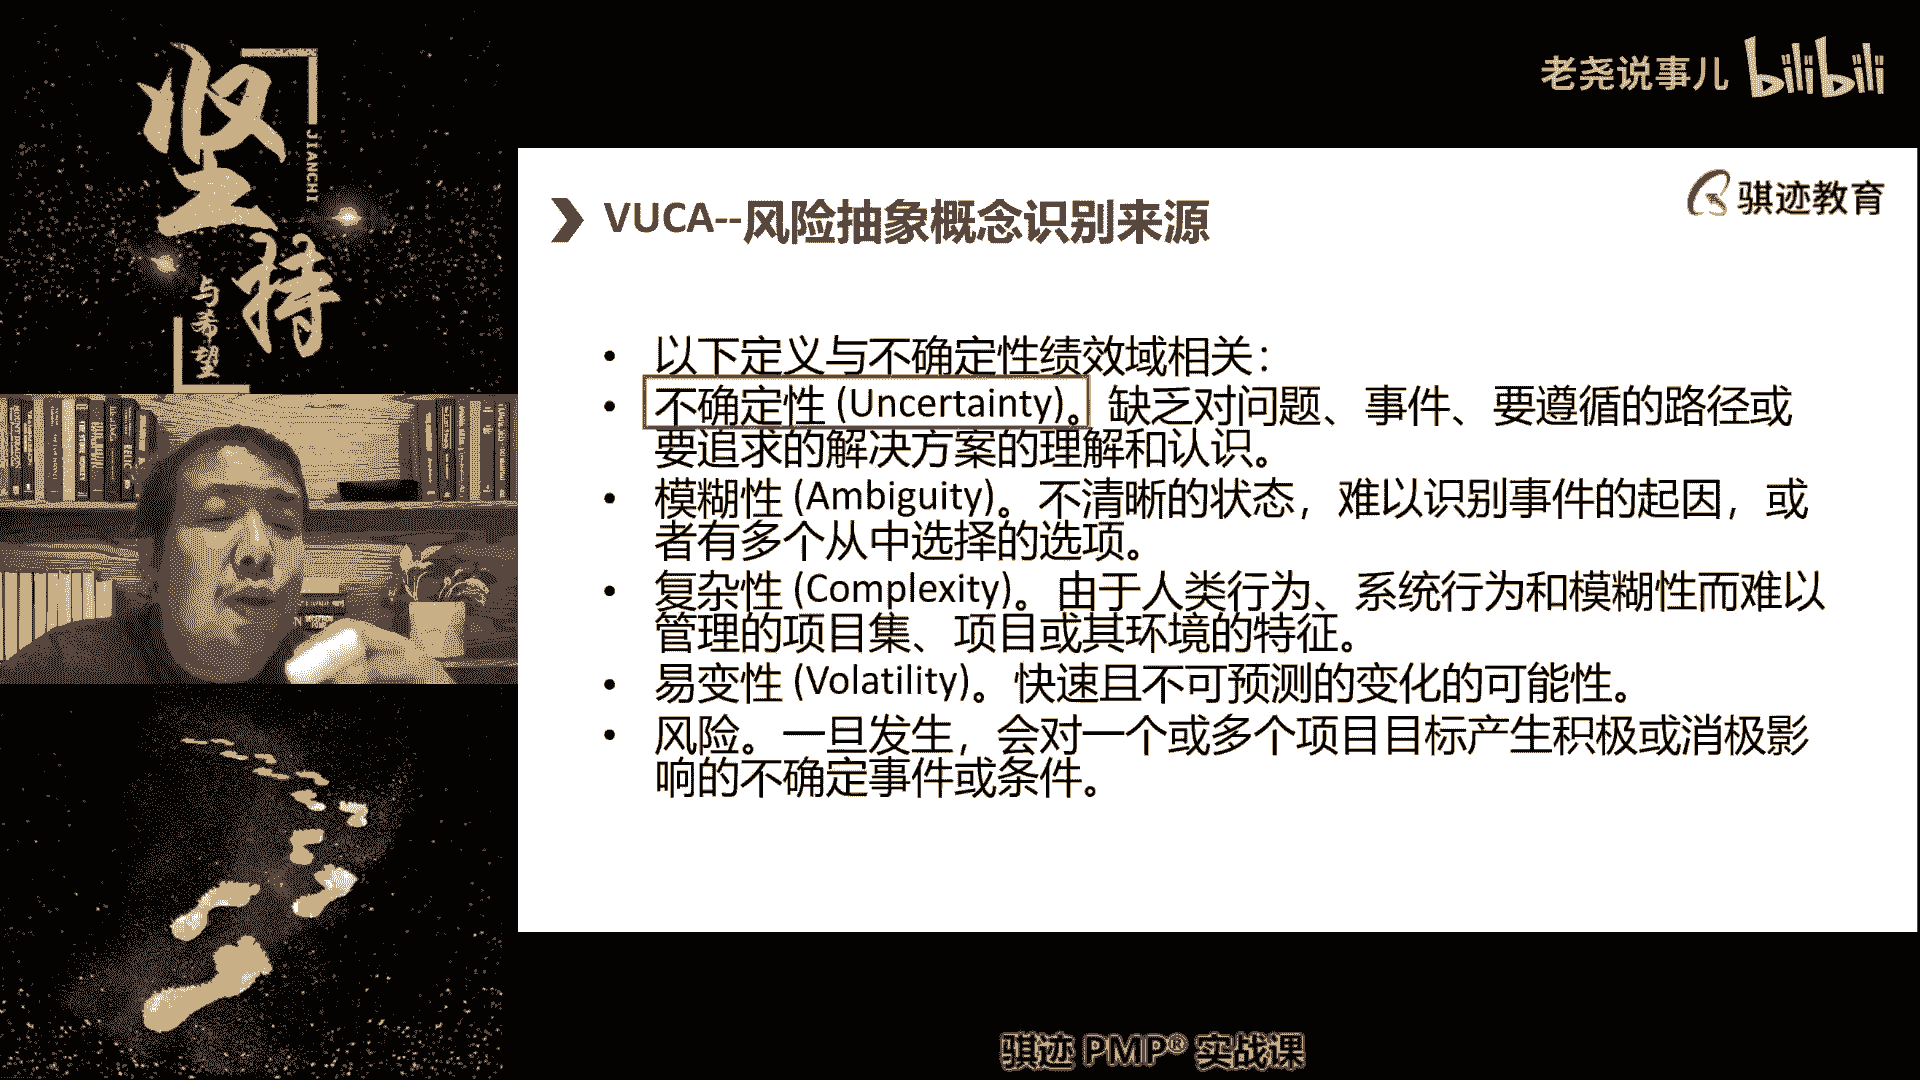 坚持
JIANCHI
与希望
老尧说事儿 bilibili
骐迹教育
VUCA--风险抽象概念识别来源
• 以下定义与不确定性绩效域相关：
• 不确定性 (Uncertainty)。缺乏对问题、事件、要遵循的路径或
要追求的解决方案的理解和认识。
• 模糊性 (Ambiguity)。不清晰的状态，难以识别事件的起因，或
者有多个从中选择的选项。
• 复杂性 (Complexity)。由于人类行为、系统行为和模糊性而难以
管理的项目集、项目或其环境的特征。
• 易变性 (Volatility)。快速且不可预测的变化的可能性。
• 风险。一旦发生，会对一个或多个项目目标产生积极或消极影
响的不确定事件或条件。
骐迹 PMP® 实战课